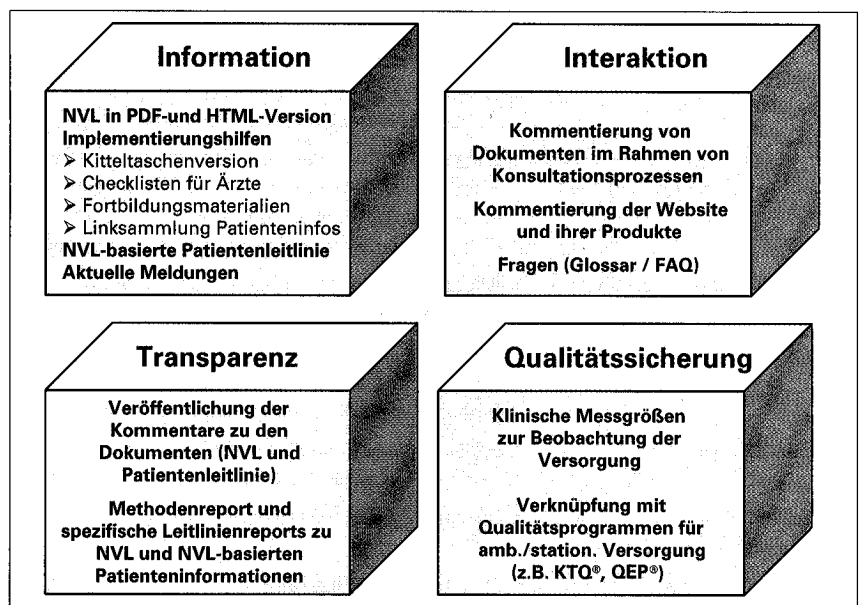 Information
NVL in PDF-und HTML-Version
Implementierungshilfen
➢ Kitteltaschenversion
➢ Checklisten für Ärzte
➢ Fortbildungsmaterialien
➢ Linksammlung Patienteninfos
NVL-basierte Patientenleitlinie
Aktuelle Meldungen
Interaktion
Kommentierung von
Dokumenten im Rahmen von
Konsultationsprozessen
Kommentierung der Website
und ihrer Produkte
Fragen (Glossar / FAQ)
Transparenz
Veröffentlichung der
Kommentare zu den
Dokumenten (NVL und
Patientenleitlinie)
Methodenreport und
spezifische Leitlinienreports zu
NVL und NVL-basierten
Patienteninformationen
Qualitätssicherung
Klinische Messgrößen
zur Beobachtung der
Versorgung
Verknüpfung mit
Qualitätsprogrammen für
amb./station. Versorgung
(z.B. KTQ®, QEP®)